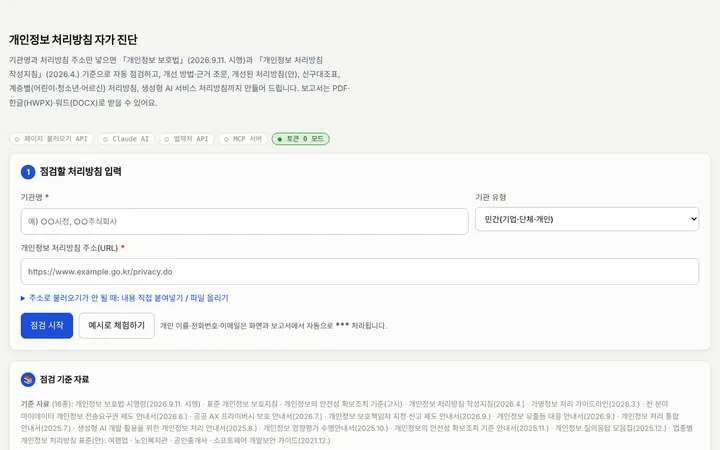 개인정보 처리방침 자가 진단
기관명과 처리방침 주소만 넣으면 「개인정보 보호법」(2026.9.11. 시행)과 「개인정보 처리방침
작성지침」(2026.4.) 기준으로 자동 점검하고, 개선 방법·근거 조문, 개선된 처리방침(안), 신구대조표,
계층별(어린이·청소년·어르신) 처리방침, 생성형 AI 서비스 처리방침까지 만들어 드립니다. 보고서는 PDF·
한글(HWPX)·워드(DOCX)로 받을 수 있어요.
페이지 불러오기 API
Claude AI
법제처 API
MCP 서버
토큰 0 모드
1 점검할 처리방침 입력
기관명 *
기관 유형
예) ○○시청, ○○주식회사
민간(기업·단체·개인)
개인정보 처리방침 주소(URL) *
https://www.example.go.kr/privacy.do
▶ 주소로 불러오기가 안 될 때: 내용 직접 붙여넣기 / 파일 올리기
점검 시작
예시로 체험하기
개인 이름·전화번호·이메일은 화면과 보고서에서 자동으로 *** 처리됩니다.
점검 기준 자료
기준 자료 (16종): 개인정보 보호법·시행령(2026.9.11. 시행) · 표준 개인정보 보호지침 · 개인정보의 안전성 확보조치 기준(고시) · 개인정보 처리방침 작성지침(2026.4.) · 가명정보 처리 가이드라인(2026.3.) · 전 분야
마이데이터 개인정보 전송요구권 제도 안내서(2026.6.) · 공공 AX 프라이버시 보호 안내서(2026.7.) · 개인정보 보호책임자 지정·신고 제도 안내서(2026.9.) · 개인정보 유출등 대응 안내서(2026.9.) · 개인정보 처리 통합
안내서(2025.7.) · 생성형 AI 개발·활용을 위한 개인정보 처리 안내서(2025.8.) · 개인정보 영향평가 수행안내서(2025.10.) · 개인정보의 안전성 확보조치 기준 안내서(2025.11.) · 개인정보 질의응답 모음집(2025.12.) · 업종별
개인정보 처리방침 표준(안): 여행업 · 노인복지관 · 공인중개사 · 소프트웨어 개발보안 가이드(2021.12.)